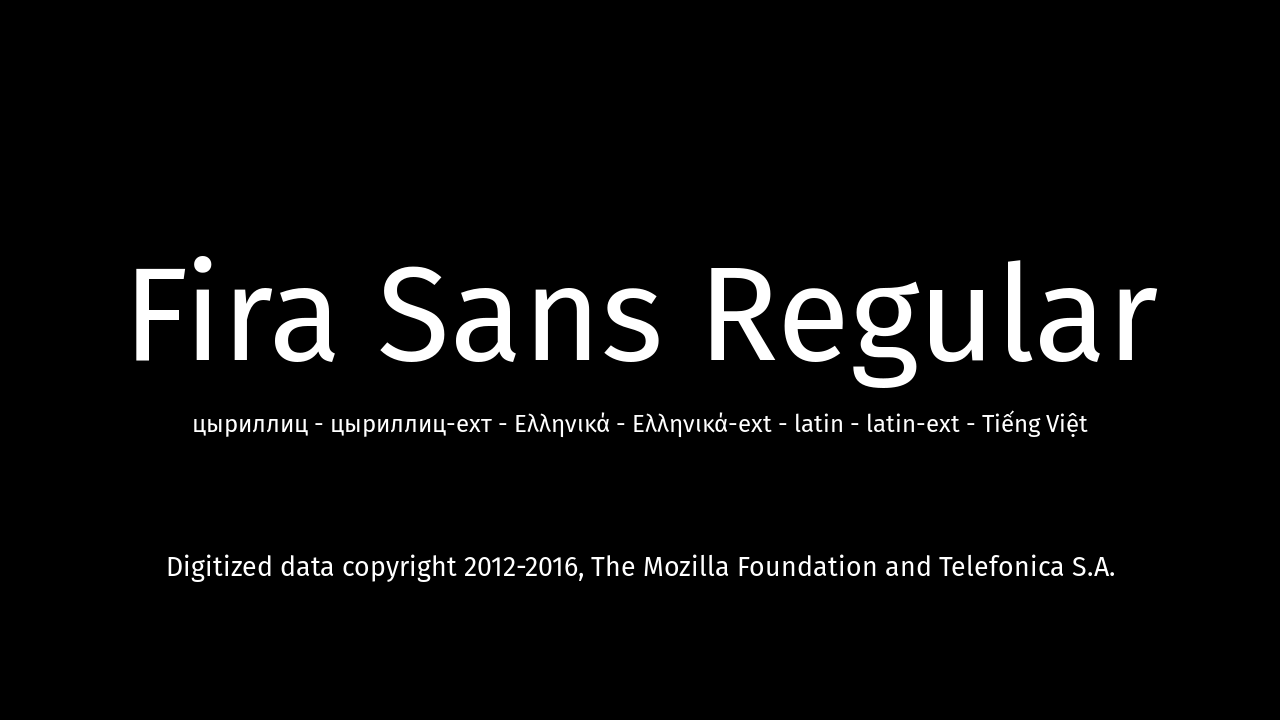 Fira Sans Regular
цыриллиц - цыриллиц-ext - Ελληνικά - Ελληνικά-ext - latin - latin-ext - Tiếng Việt
Digitized data copyright 2012-2016, The Mozilla Foundation and Telefonica S.A.